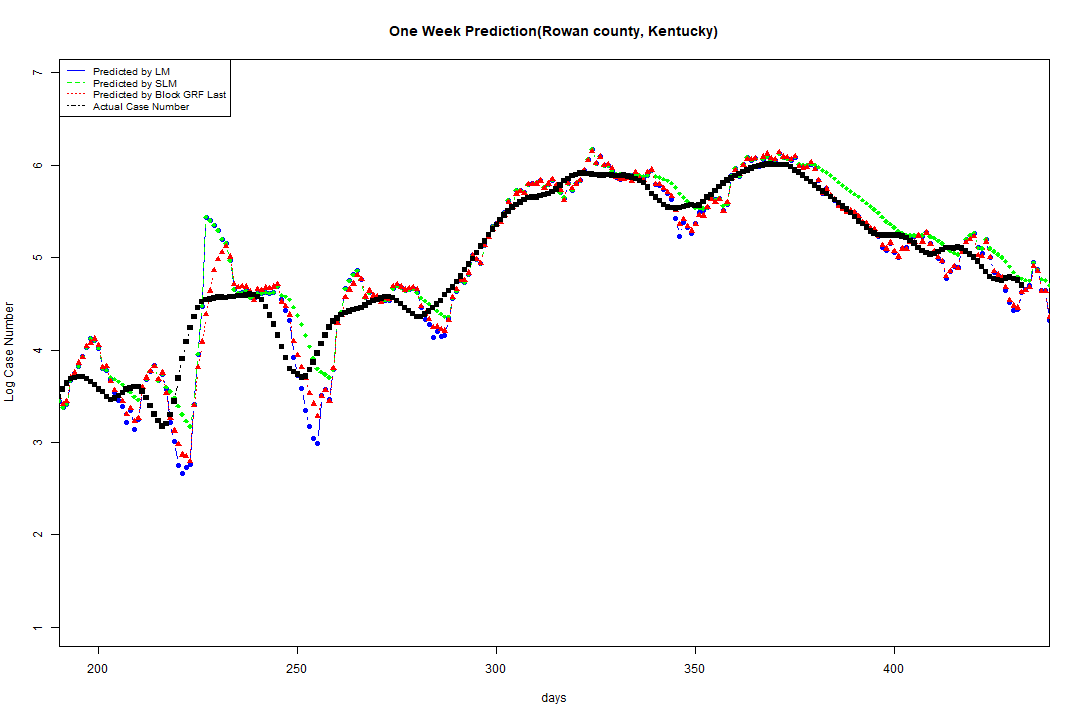 One Week Prediction(Rowan county, Kentucky)
Predicted by LM
Predicted by SLM
Predicted by Block GRF Last
Actual Case Number
7
6
5
4
3
2
1
Log Case Number
200 250 300 350 400
days